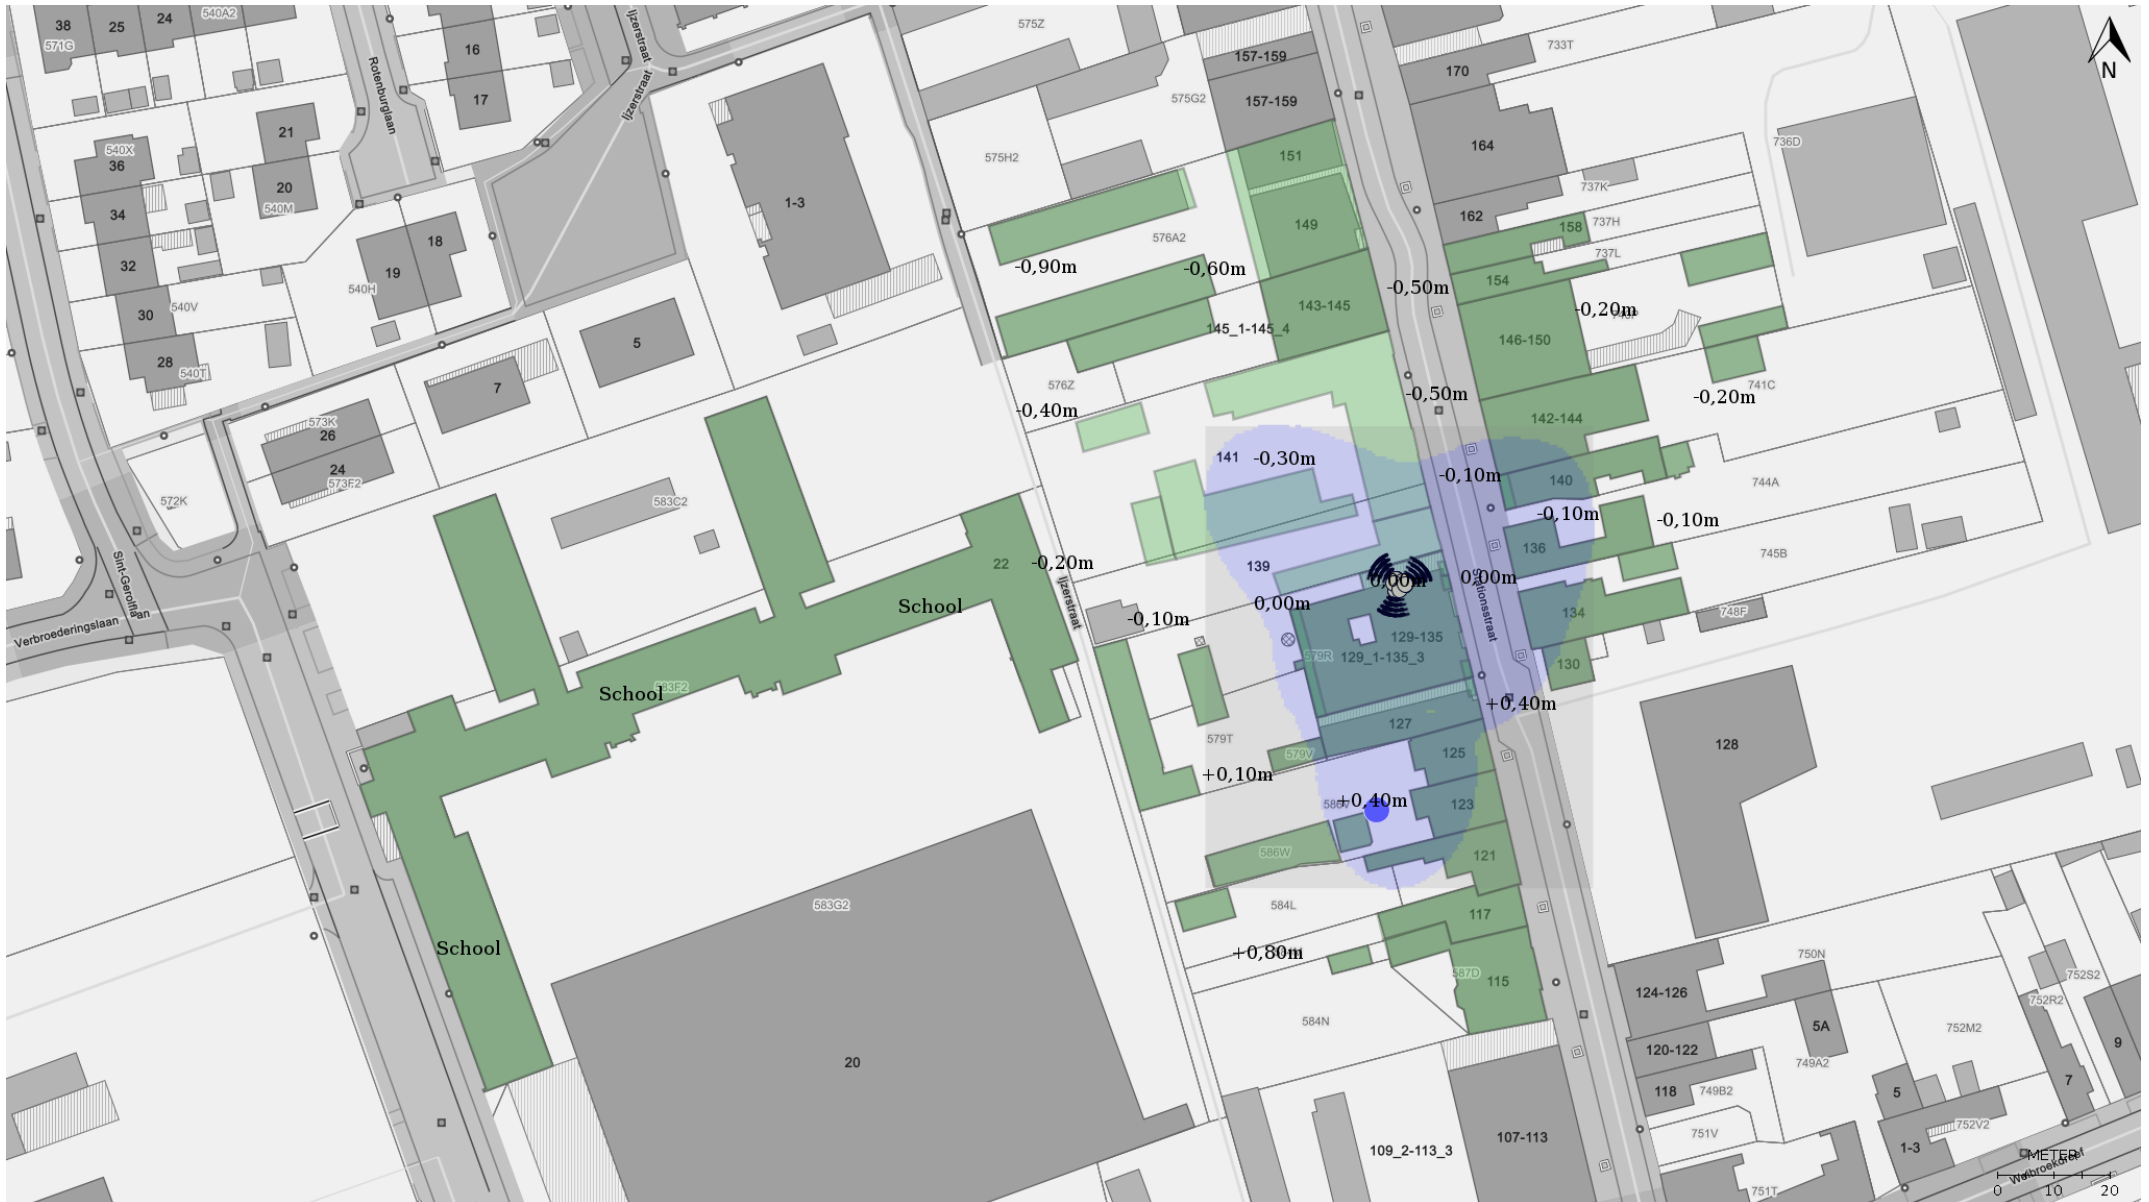 38
25
24
540A2
571G
16
17
Rotenburglaan
Ijzerstraat
Ijzerstraat
575Z
157-159
157-159
575G2
575H2
170
733T
164
736D
N
540X
36
21
20
540M
34
32
30
540V
28
540T
18
19
540H
1-3
151
149
576A2
162
737K
737H
158
737L
154
-0,90m
-0,60m
-0,50m
-0,20m
143-145
145_1-145_4
146-150
5
7
576Z
-0,40m
-0,50m
-0,20m
741C
142-144
573K
26
24
573F2
572K
583C2
141
-0,30m
-0,10m
140
744A
-0,10m
-0,10m
136
745B
22
-0,20m
139
0,00m
0,00m
0,00m
Stationsstraat
Ijzerstraat
Sint-Gerolflaan
Verbroederingslaan
School
-0,10m
134
748F
129-135
129_1-135_3
579R
130
School
583F2
579T
127
+0,40m
128
579V
125
+0,10m
+0,40m
123
586W
121
583G2
584L
117
School
+0,80m
587D
115
584N
750N
124-126
752S2
752R2
5A
752M2
120-122
749A2
9
118
749B2
5
7
751V
752V2
1-3
20
109_2-113_3
107-113
751T
Walbroekdreef
METER
0 10 20